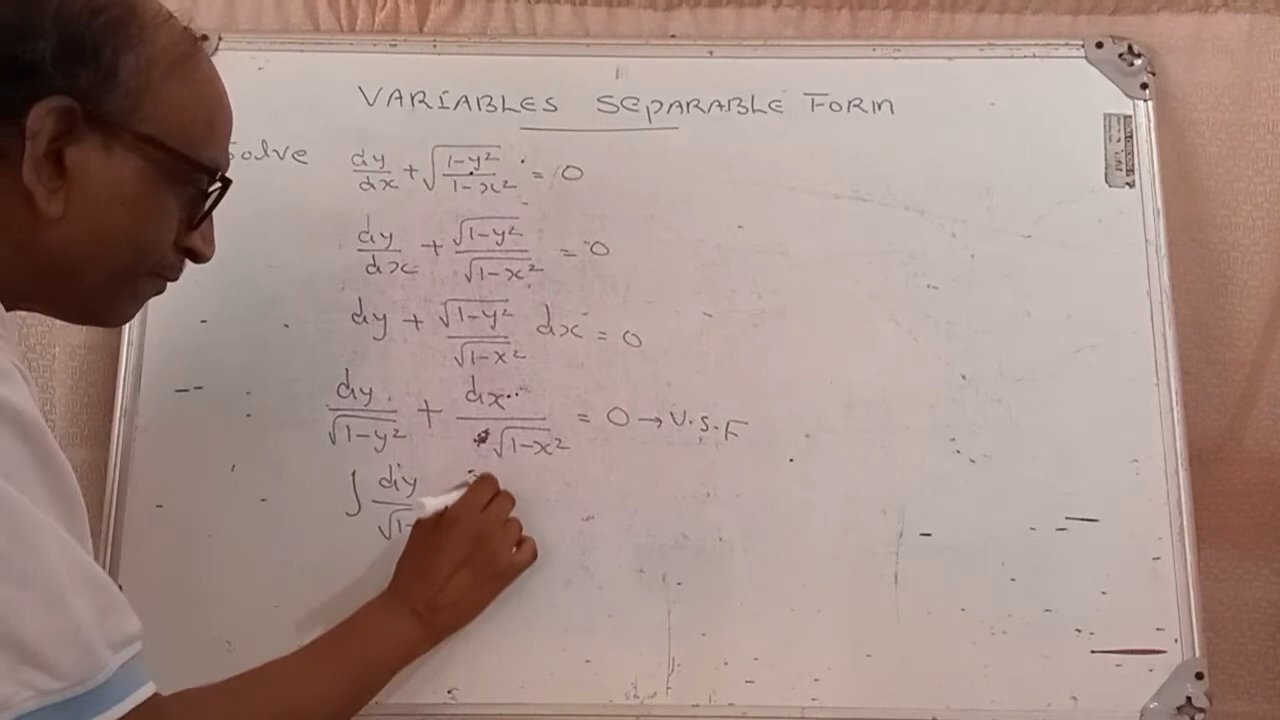 VARIABLES SEPARABLE FORM
Solve dy/dx + √(1-y²/1-x²) = 0
dy/dx + √1-y²/√1-x² = 0
dy + √1-y²/√1-x² dx = 0
dy/√1-y² + dx/√1-x² = 0 → V.S.F
∫ dy/√1-